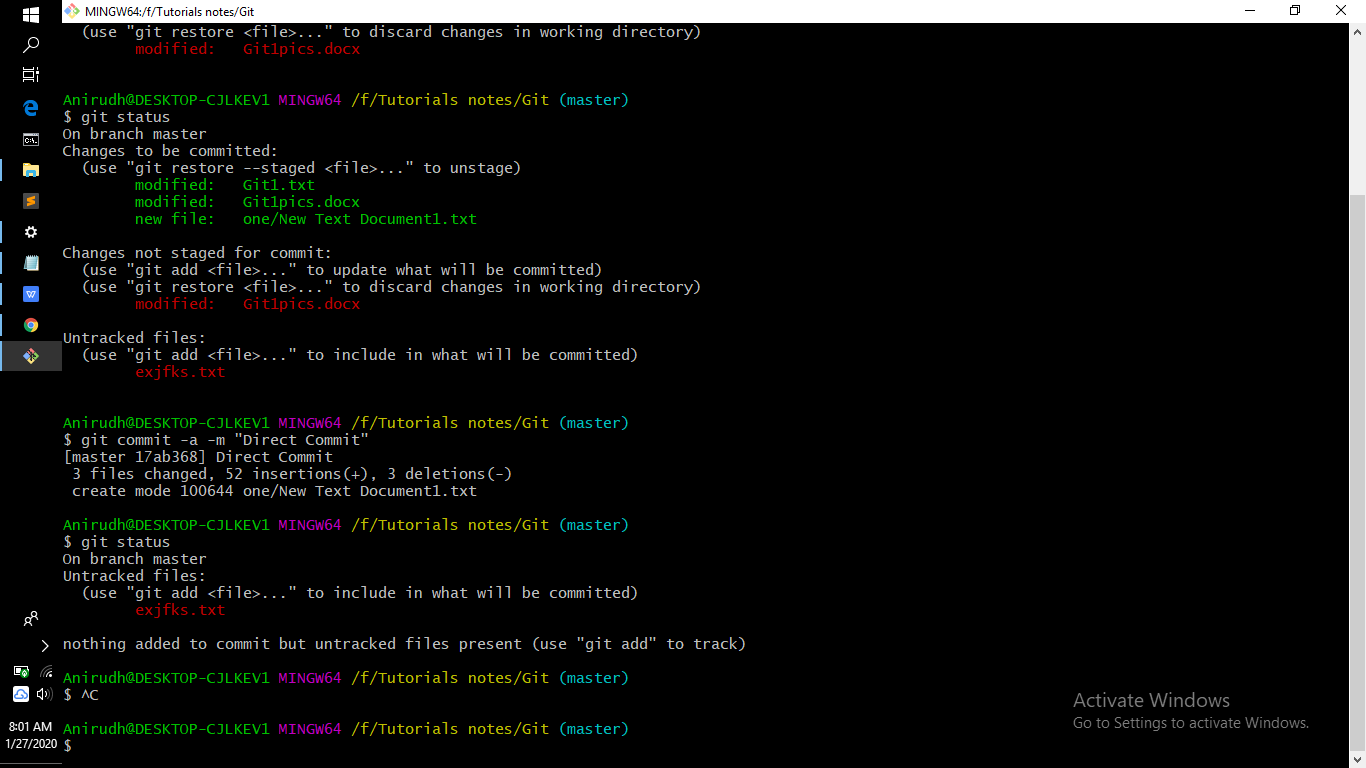 MINGW64:/f/Tutorials notes/Git
(use "git restore <file>..." to discard changes in working directory)
modified: Git1pics.docx
Anirudh@DESKTOP-CJLKEV1 MINGW64 /f/Tutorials notes/Git (master)
$ git status
On branch master
Changes to be committed:
(use "git restore --staged <file>..." to unstage)
modified: Git1.txt
modified: Git1pics.docx
new file: one/New Text Document1.txt
Changes not staged for commit:
(use "git add <file>..." to update what will be committed)
(use "git restore <file>..." to discard changes in working directory)
modified: Git1pics.docx
Untracked files:
(use "git add <file>..." to include in what will be committed)
exjfks.txt
Anirudh@DESKTOP-CJLKEV1 MINGW64 /f/Tutorials notes/Git (master)
$ git commit -a -m "Direct Commit"
[master 17ab368] Direct Commit
3 files changed, 52 insertions(+), 3 deletions(-)
create mode 100644 one/New Text Document1.txt
Anirudh@DESKTOP-CJLKEV1 MINGW64 /f/Tutorials notes/Git (master)
$ git status
On branch master
Untracked files:
(use "git add <file>..." to include in what will be committed)
exjfks.txt
nothing added to commit but untracked files present (use "git add" to track)
Anirudh@DESKTOP-CJLKEV1 MINGW64 /f/Tutorials notes/Git (master)
$ ^C
Anirudh@DESKTOP-CJLKEV1 MINGW64 /f/Tutorials notes/Git (master)
$
Activate Windows
Go to Settings to activate Windows.
8:01 AM
1/27/2020